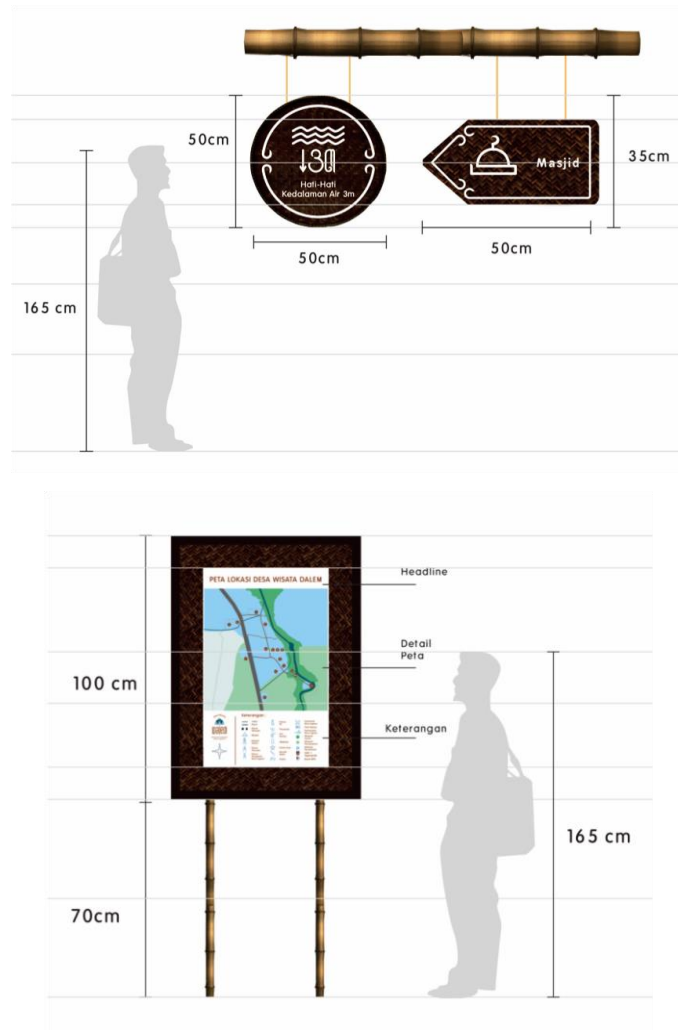 50cm
35cm
Hati-Hati
Kedalaman Air 3m
Masjid
50cm
50cm
165 cm
Headline
PETA LOKASI DESA WISATA DALEM
Detail
Peta
100 cm
Keterangan
Keterangan :
165 cm
70cm